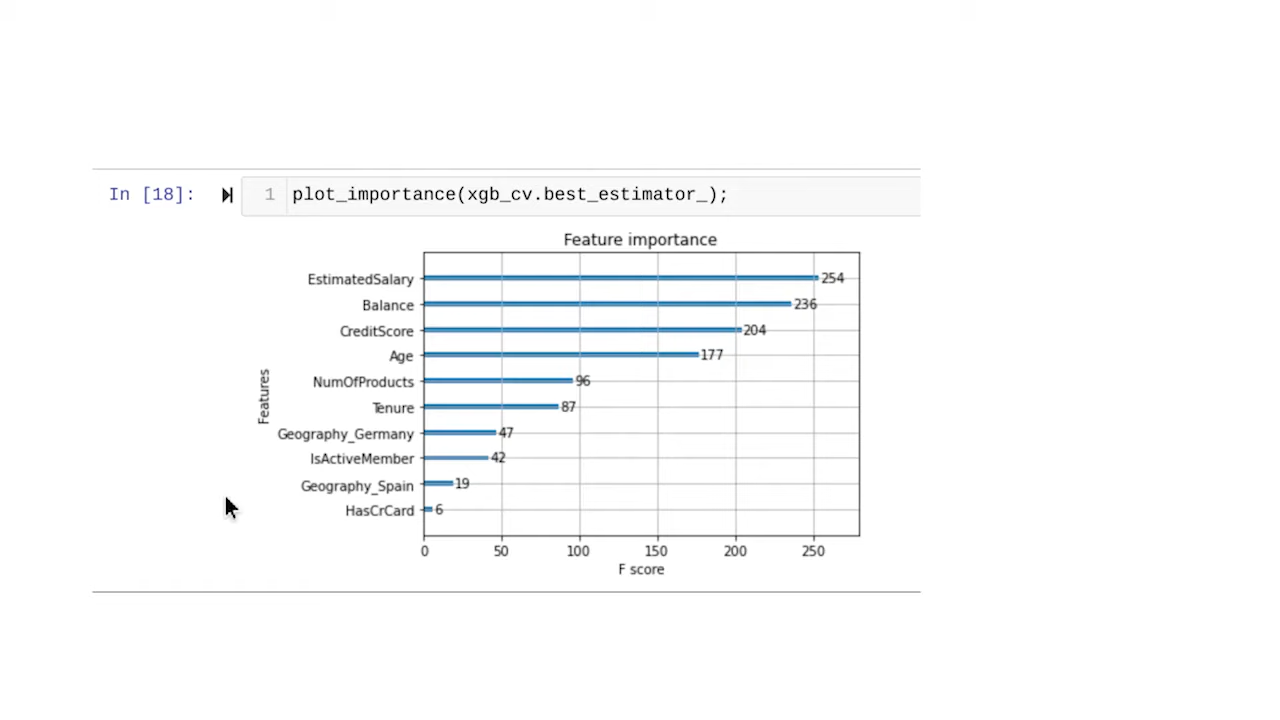 In [18]:
1 plot_importance(xgb_cv.best_estimator_);
Feature importance
EstimatedSalary 254
Balance 236
CreditScore 204
Age 177
NumOfProducts 96
Tenure 87
Geography_Germany 47
IsActiveMember 42
Geography_Spain 19
HasCrCard 6
Features
0 50 100 150 200 250
F score